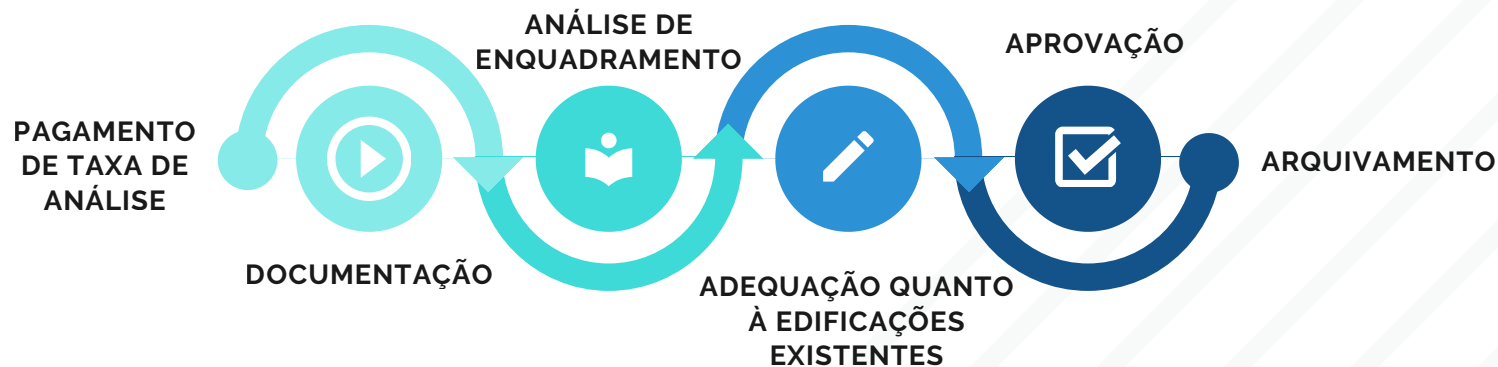 PAGAMENTO
DE TAXA DE
ANÁLISE
DOCUMENTAÇÃO
ANÁLISE DE
ENQUADRAMENTO
ADEQUAÇÃO QUANTO
À EDIFICAÇÕES
EXISTENTES
APROVAÇÃO
ARQUIVAMENTO